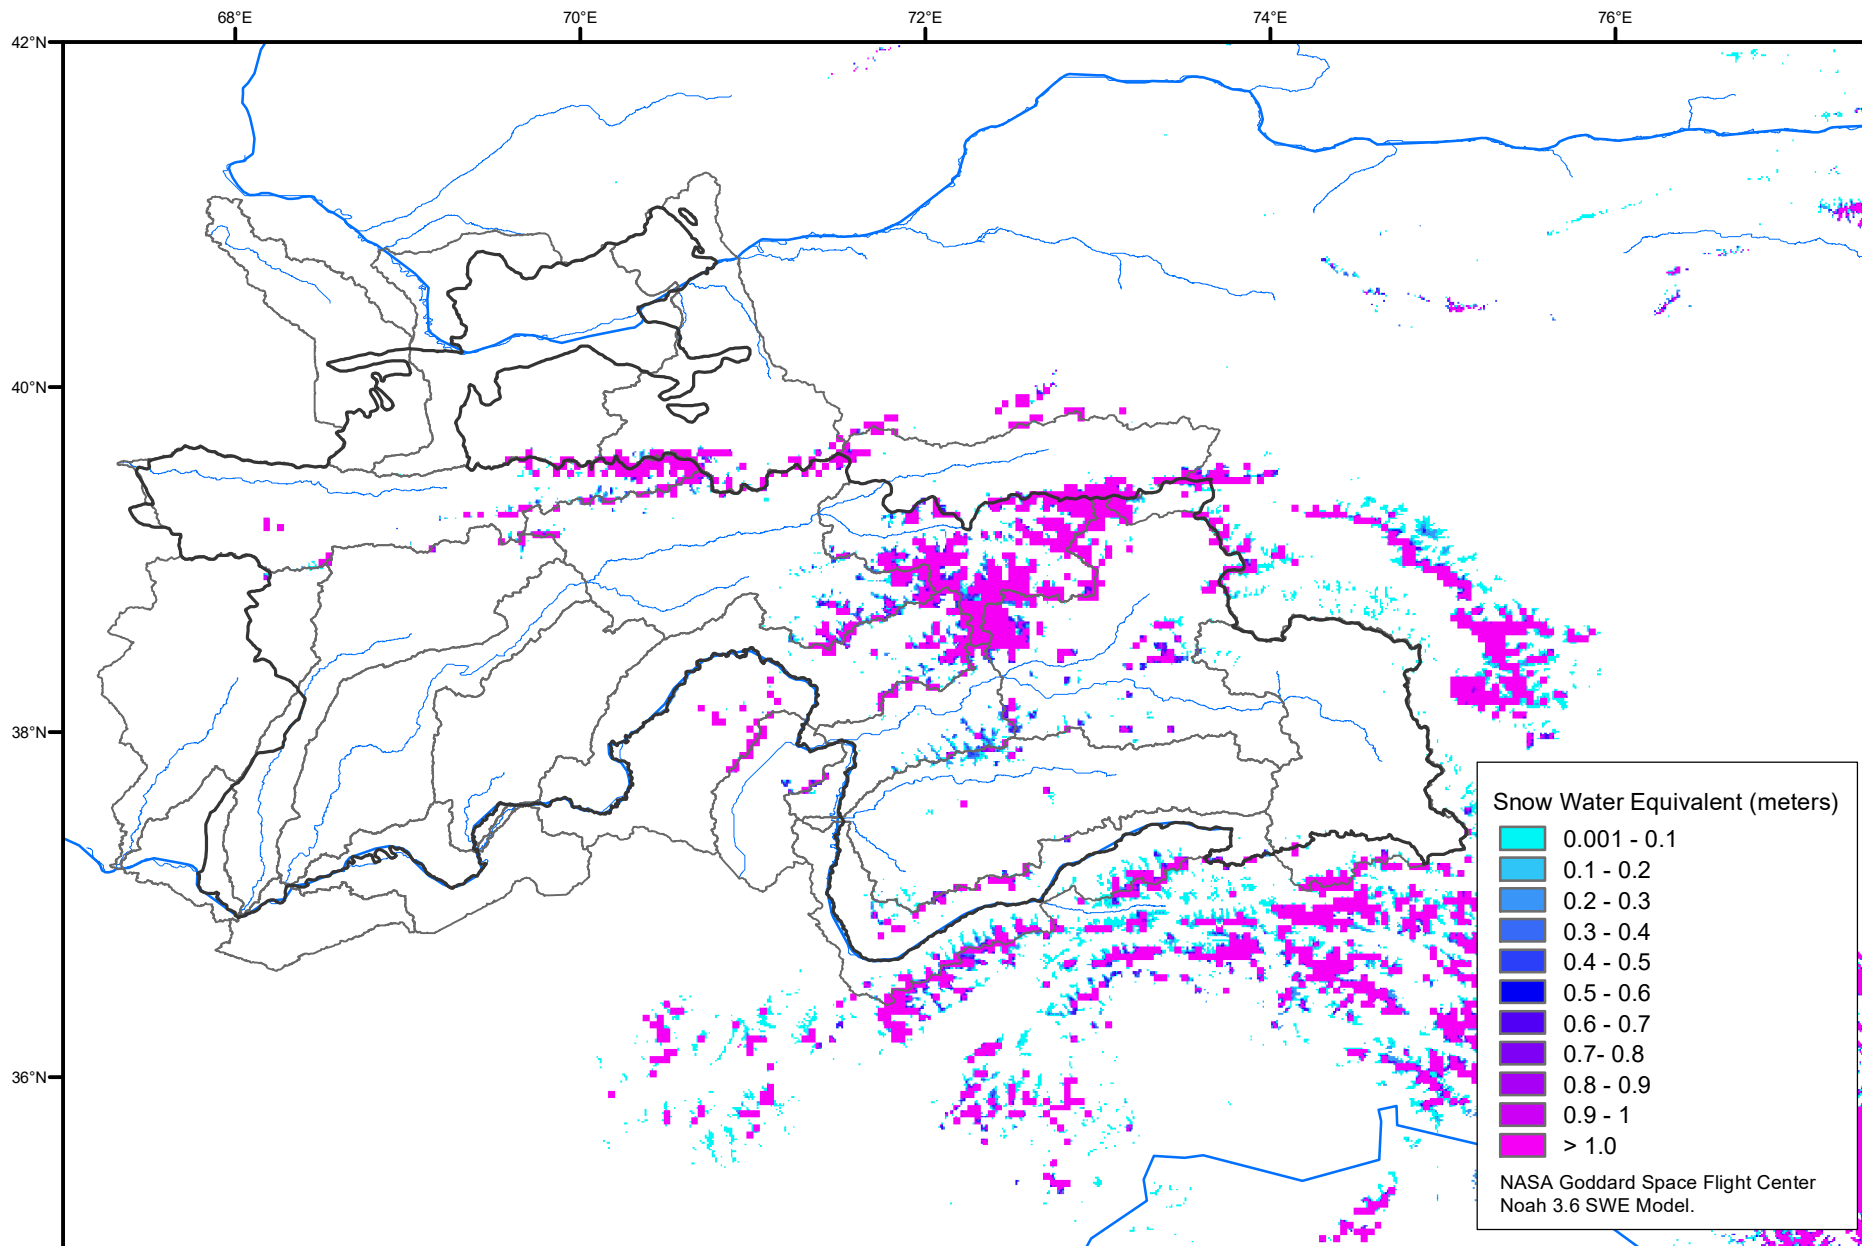 68°E 70°E 72°E 74°E 76°E
42°N
40°N
38°N
36°N
Snow Water Equivalent (meters)
0.001 - 0.1
0.1 - 0.2
0.2 - 0.3
0.3 - 0.4
0.4 - 0.5
0.5 - 0.6
0.6 - 0.7
0.7- 0.8
0.8 - 0.9
0.9 - 1
> 1.0
NASA Goddard Space Flight Center
Noah 3.6 SWE Model.